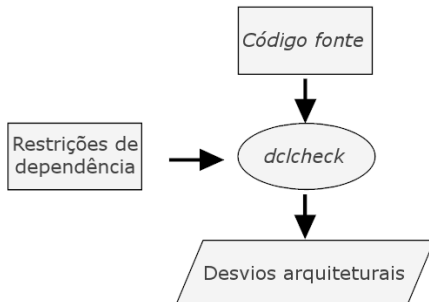 Código fonte
Restrições de
dependência
dclcheck
Desvios arquiteturais